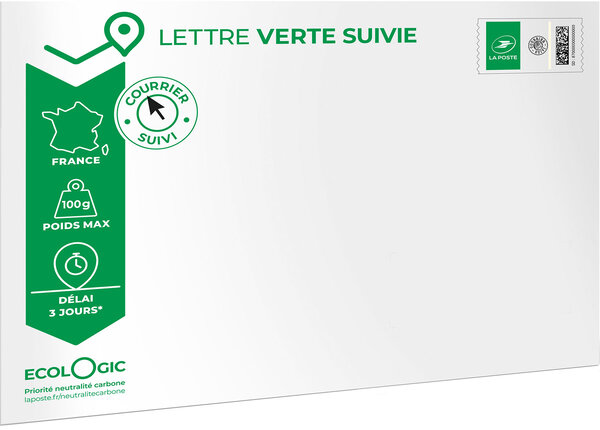 LETTRE VERTE SUIVIE
LA POSTE
COURRIER
SUIVI
FRANCE
100g
POIDS MAX
DÉLAI
3 JOURS*
ECOLOGIC
Priorité neutralité carbone
laposte.fr/neutralitecarbone